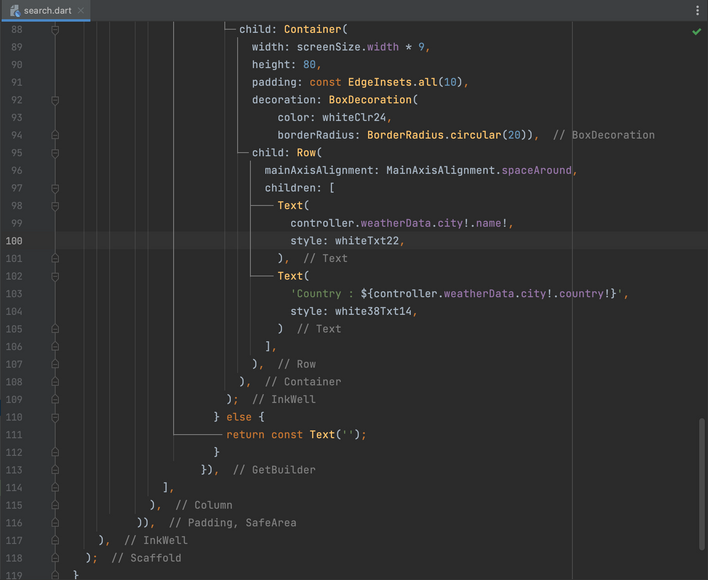 search.dart
88 child: Container(
89 width: screenSize.width * 9,
90 height: 80,
91 padding: const EdgeInsets.all(10),
92 decoration: BoxDecoration(
93 color: whiteClr24,
94 borderRadius: BorderRadius.circular(20)), // BoxDecoration
95 child: Row(
96 mainAxisAlignment: MainAxisAlignment.spaceAround,
97 children: [
98 Text(
99 controller.weatherData.city!.name!,
100 style: whiteTxt22,
101 ), // Text
102 Text(
103 'Country : ${controller.weatherData.city!.country!}',
104 style: white38Txt14,
105 ) // Text
106 ],
107 ), // Row
108 ), // Container
109 ); // InkWell
110 } else {
111 return const Text('');
112 }
113 }), // GetBuilder
114 ],
115 ), // Column
116 )), // Padding, SafeArea
117 ), // InkWell
118 ); // Scaffold
119 }